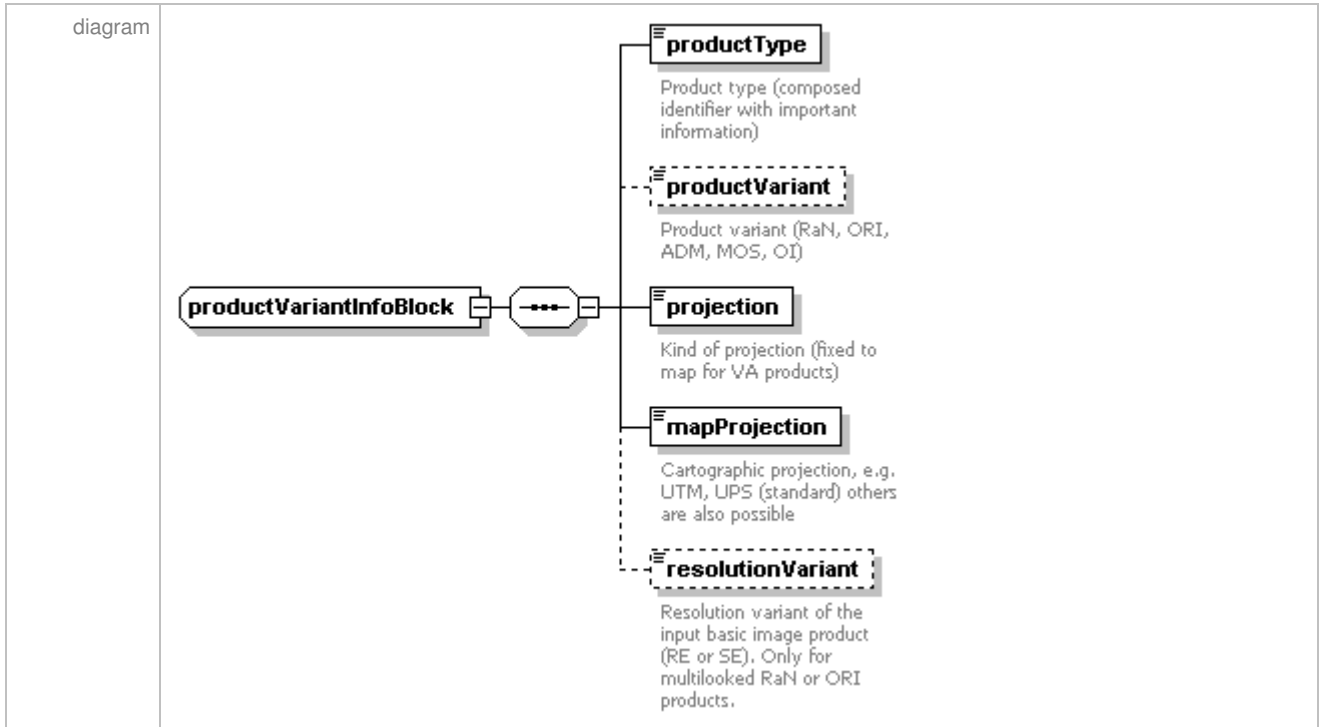 diagram
productType
Product type (composed
identifier with important
information)
productVariant
Product variant (RaN, ORI,
ADM, MOS, OI)
productVariantInfoBlock
projection
Kind of projection (fixed to
map for VA products)
mapProjection
Cartographic projection, e.g.
UTM, UPS (standard) others
are also possible
resolutionVariant
Resolution variant of the
input basic image product
(RE or SE). Only for
multilooked RaN or ORI
products.